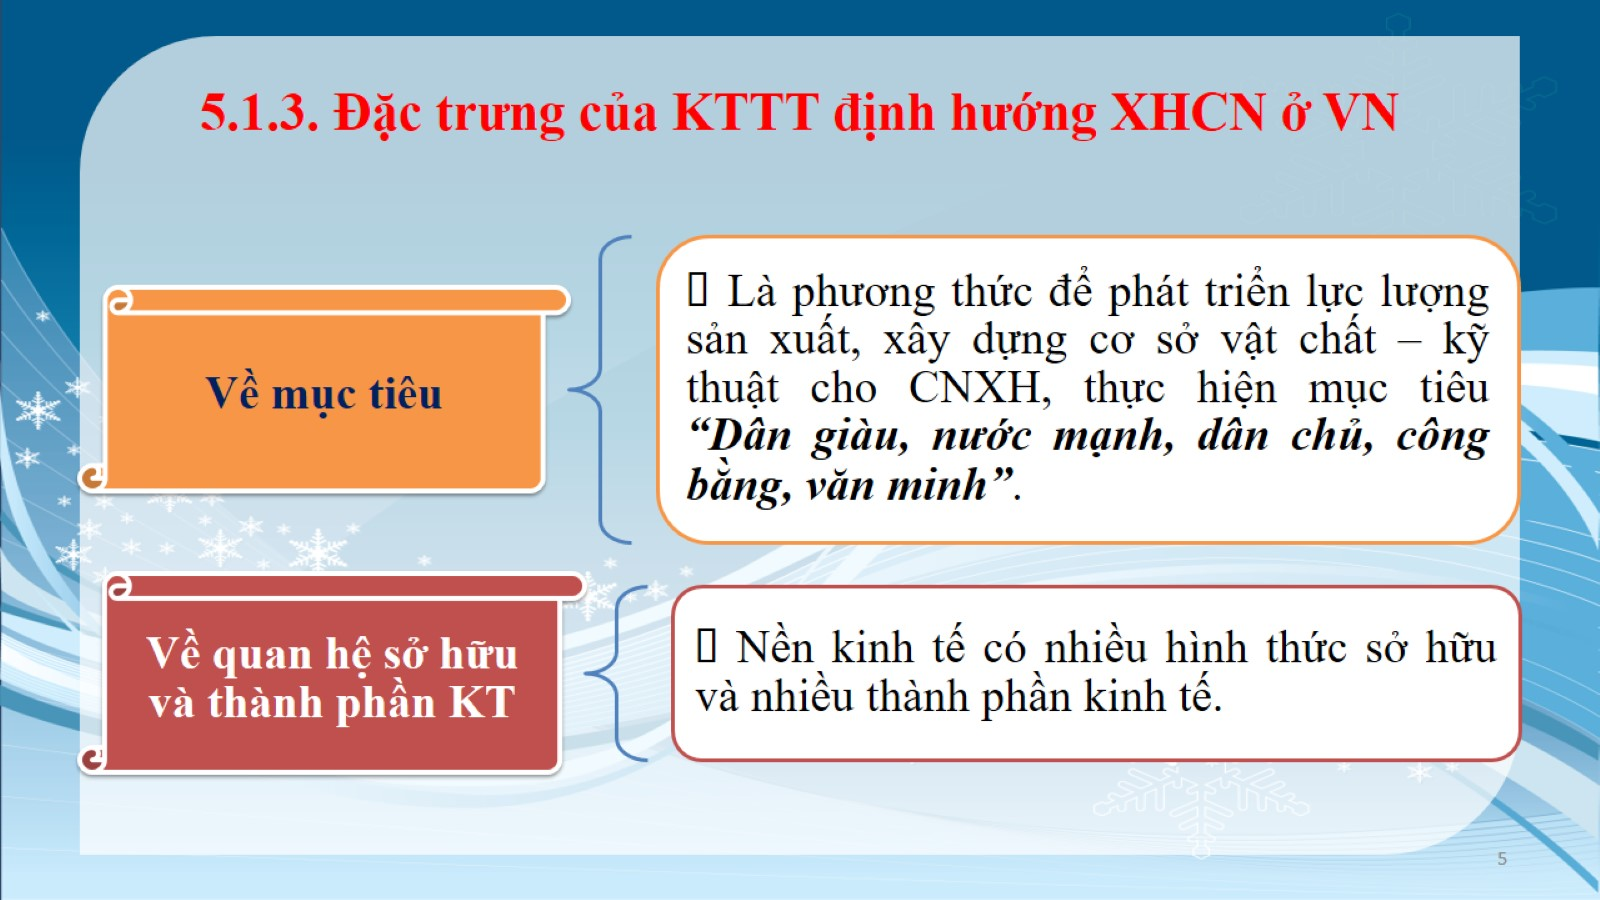 5.1.3. Đặc trưng của KTTT định hướng XHCN ở VN
Về mục tiêu
Là phương thức để phát triển lực lượng
sản xuất, xây dựng cơ sở vật chất – kỹ
thuật cho CNXH, thực hiện mục tiêu
“Dân giàu, nước mạnh, dân chủ, công
bằng, văn minh”.
Về quan hệ sở hữu
và thành phần KT
Nền kinh tế có nhiều hình thức sở hữu
và nhiều thành phần kinh tế.
5